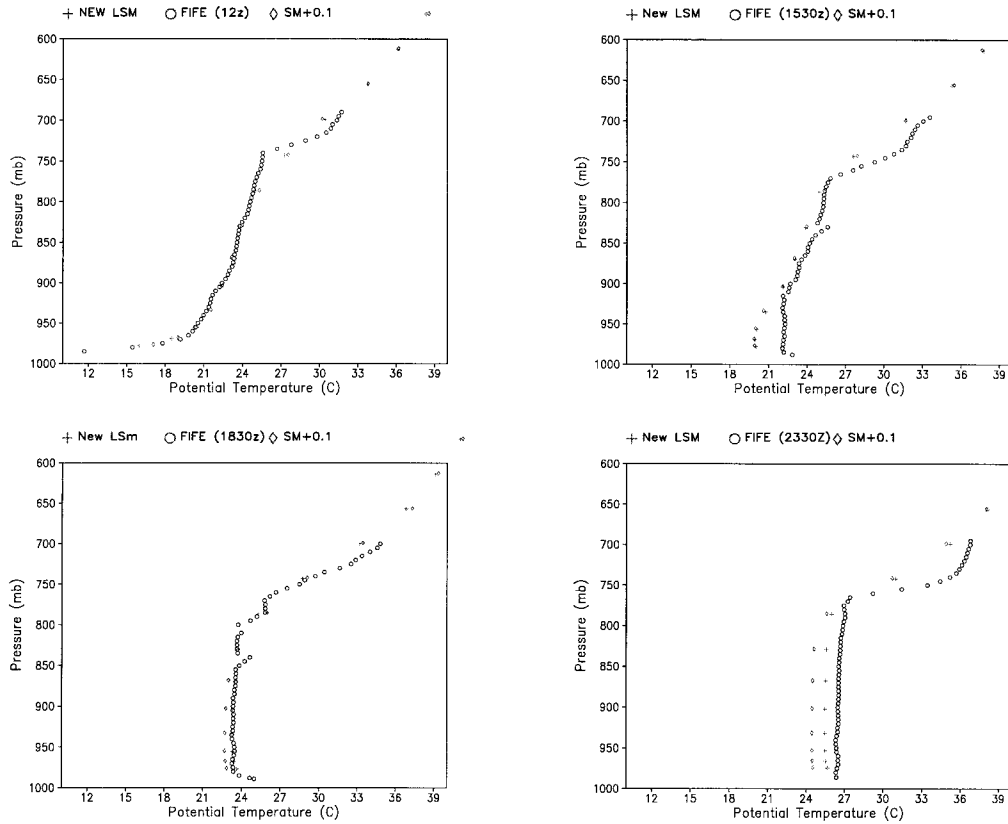 + NEW LSM ○ FIFE (12z) ◇ SM+0.1
600
650
700
750
800
850
900
950
1000
Pressure (mb)
12 15 18 21 24 27 30 33 36 39
Potential Temperature (C)
+ New LSM ○ FIFE (1530z) ◇ SM+0.1
600
650
700
750
800
850
900
950
1000
Pressure (mb)
12 15 18 21 24 27 30 33 36 39
Potential Temperature (C)
+ New LSm ○ FIFE (1830z) ◇ SM+0.1
600
650
700
750
800
850
900
950
1000
Pressure (mb)
12 15 18 21 24 27 30 33 36 39
Potential Temperature (C)
+ New LSM ○ FIFE (2330Z) ◇ SM+0.1
600
650
700
750
800
850
900
950
1000
Pressure (mb)
12 15 18 21 24 27 30 33 36 39
Potential Temperature (C)